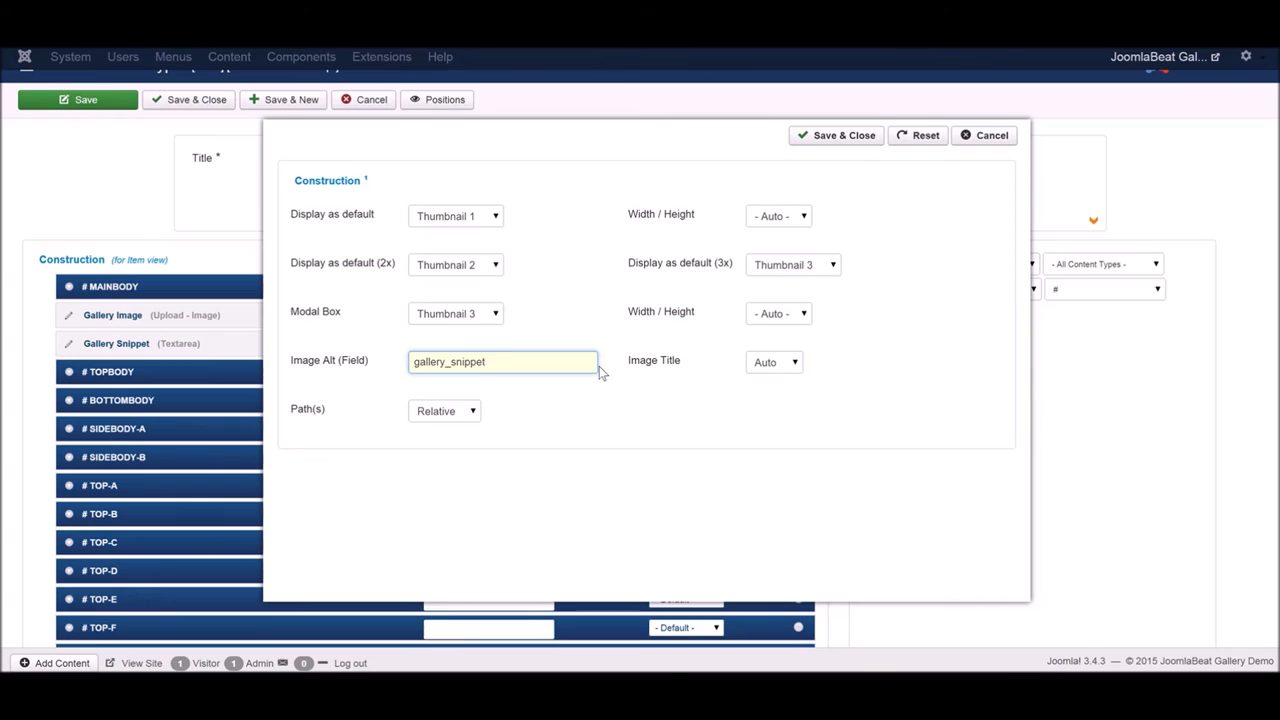 System Users Menus Content Components Extensions Help JoomlaBeat Gal...
Save Save & Close Save & New Cancel Positions
Save & Close Reset Cancel
Title *
Construction 1
Display as default Thumbnail 1 Width / Height - Auto -
Display as default (2x) Thumbnail 2 Display as default (3x) Thumbnail 3
Modal Box Thumbnail 3 Width / Height - Auto -
Image Alt (Field) gallery_snippet Image Title Auto
Path(s) Relative
Construction (for Item view)
# MAINBODY
Gallery Image (Upload - Image)
Gallery Snippet (Textarea)
# TOPBODY
# BOTTOMBODY
# SIDEBODY-A
# SIDEBODY-B
# TOP-A
# TOP-B
# TOP-C
# TOP-D
# TOP-E
# TOP-F - Default -
- All Content Types -
#
Add Content View Site 1 Visitor 1 Admin 0 Log out Joomla! 3.4.3 — © 2015 JoomlaBeat Gallery Demo